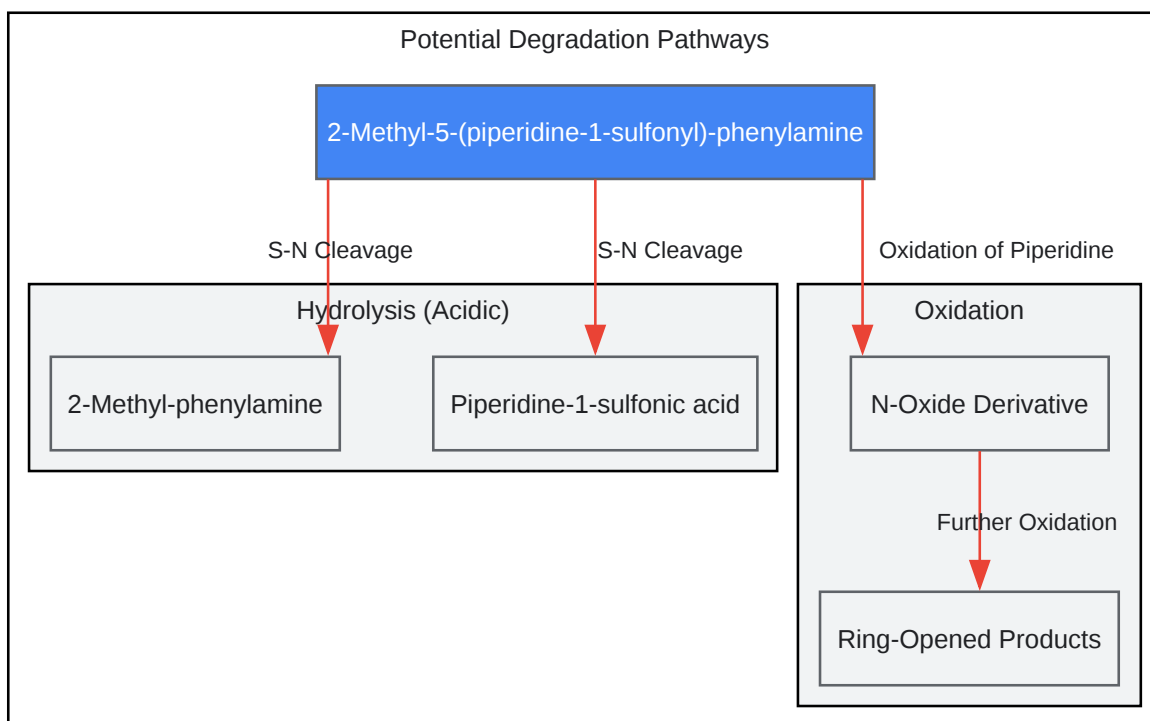 Potential Degradation Pathways
2-Methyl-5-(piperidine-1-sulfonyl)-phenylamine
S-N Cleavage
S-N Cleavage
Oxidation of Piperidine
Hydrolysis (Acidic)
Oxidation
2-Methyl-phenylamine
Piperidine-1-sulfonic acid
N-Oxide Derivative
Further Oxidation
Ring-Opened Products